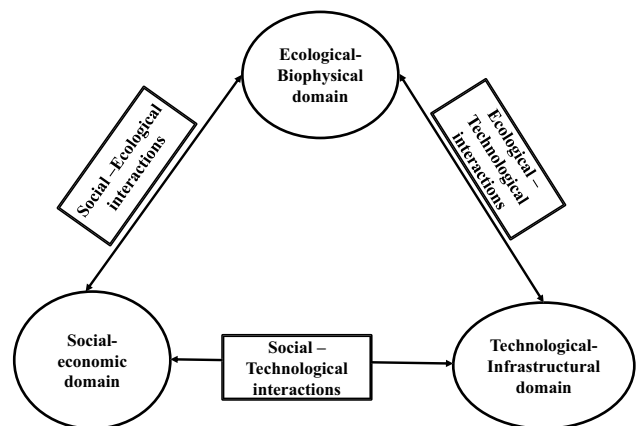 Ecological-
Biophysical
domain
Social –Ecological
interactions
Ecological –
Technological
interactions
Social-
economic
domain
Social –
Technological
interactions
Technological-
Infrastructural
domain